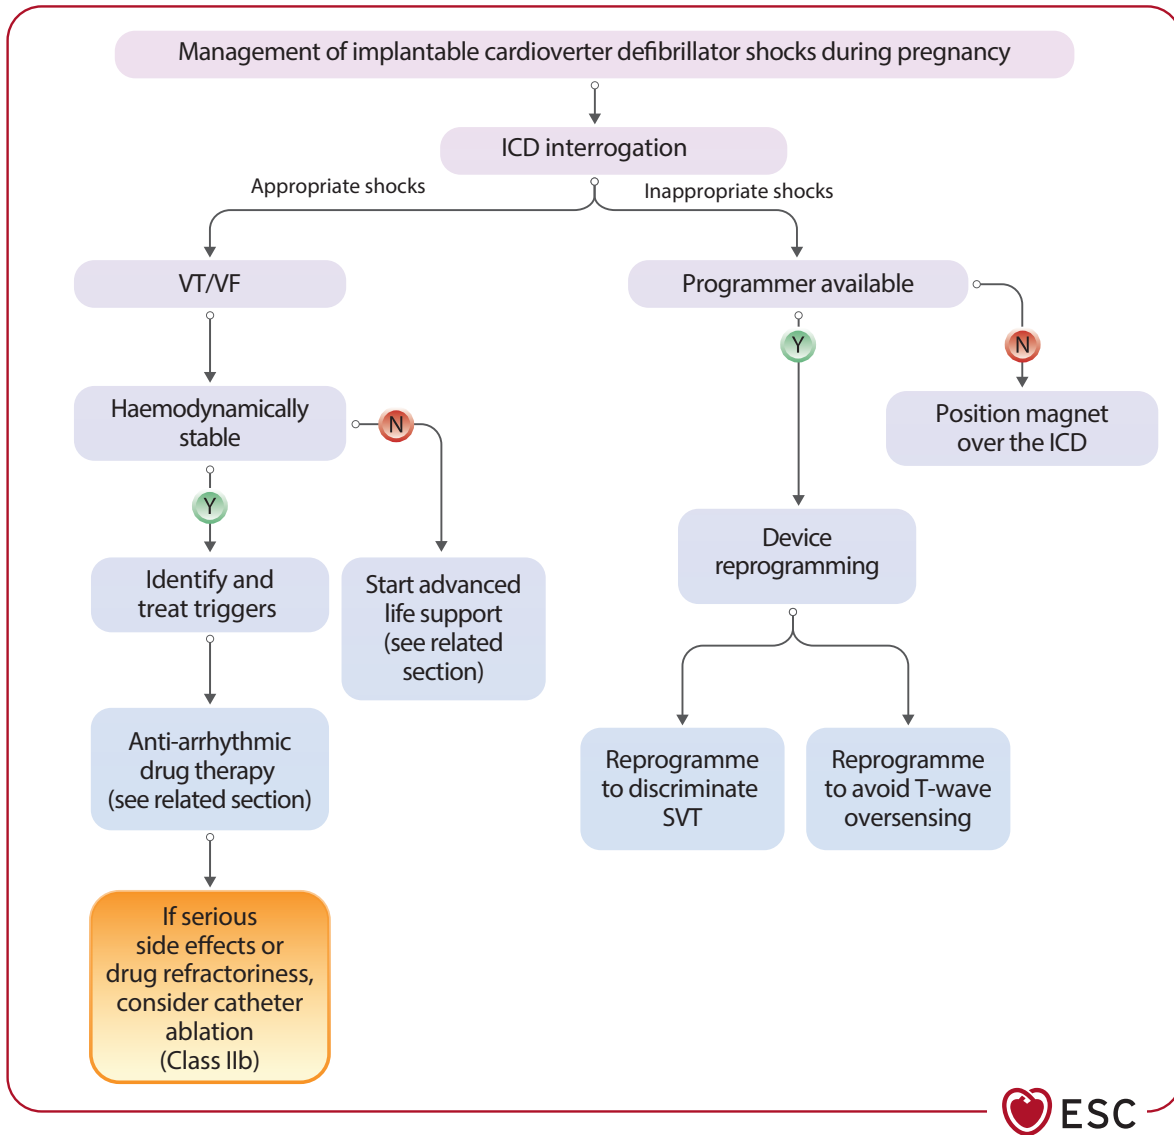 Management of implantable cardioverter defibrillator shocks during pregnancy
ICD interrogation
Appropriate shocks
Inappropriate shocks
VT/VF
Programmer available
Y
N
Haemodynamically
stable
N
Position magnet
over the ICD
Y
Device
reprogramming
Identify and
treat triggers
Start advanced
life support
(see related
section)
Anti-arrhythmic
drug therapy
(see related section)
Reprogramme
to discriminate
SVT
Reprogramme
to avoid T-wave
oversensing
If serious
side effects or
drug refractoriness,
consider catheter
ablation
(Class IIb)
ESC